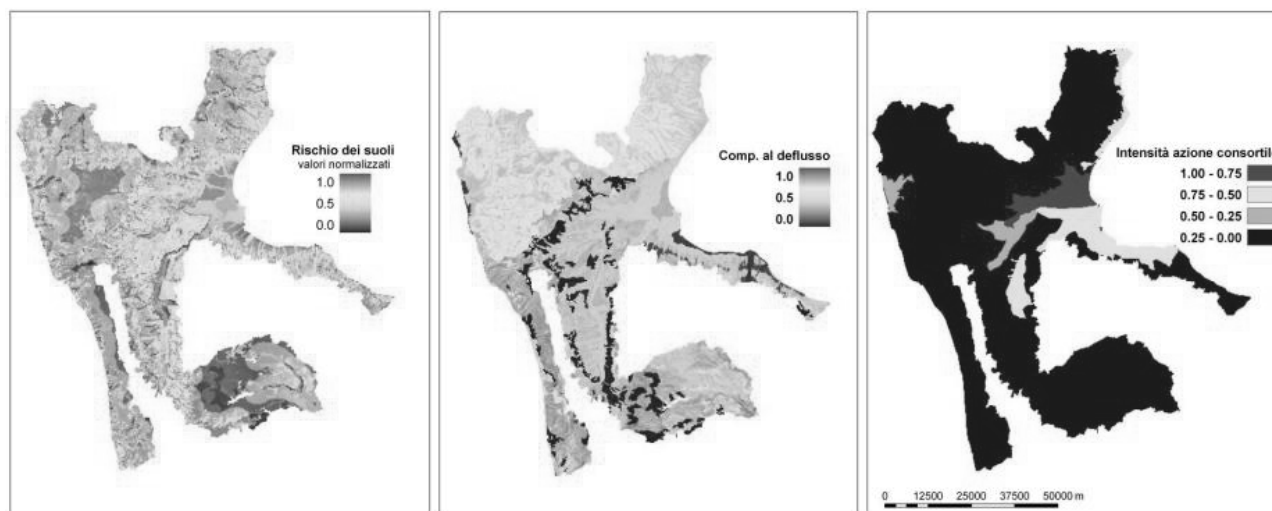 Rischio dei suoli
valori normalizzati
1.0
0.5
0.0
Comp. al deflusso
1.0
0.5
0.0
Intensità azione consortile
1.00 - 0.75
0.75 - 0.50
0.50 - 0.25
0.25 - 0.00
0 12500 25000 37500 50000 m